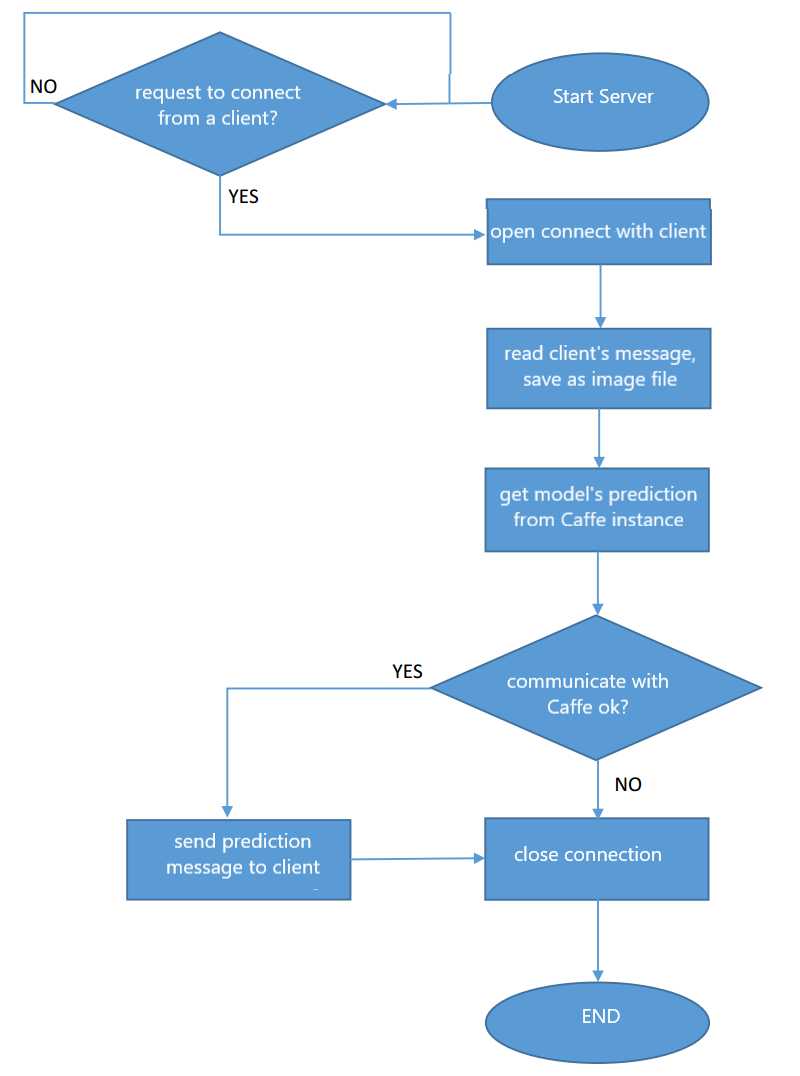 NO
request to connect
from a client?
Start Server
YES
open connect with client
read client's message,
save as image file
get model's prediction
from Caffe instance
YES
communicate with
Caffe ok?
NO
send prediction
message to client
close connection
END